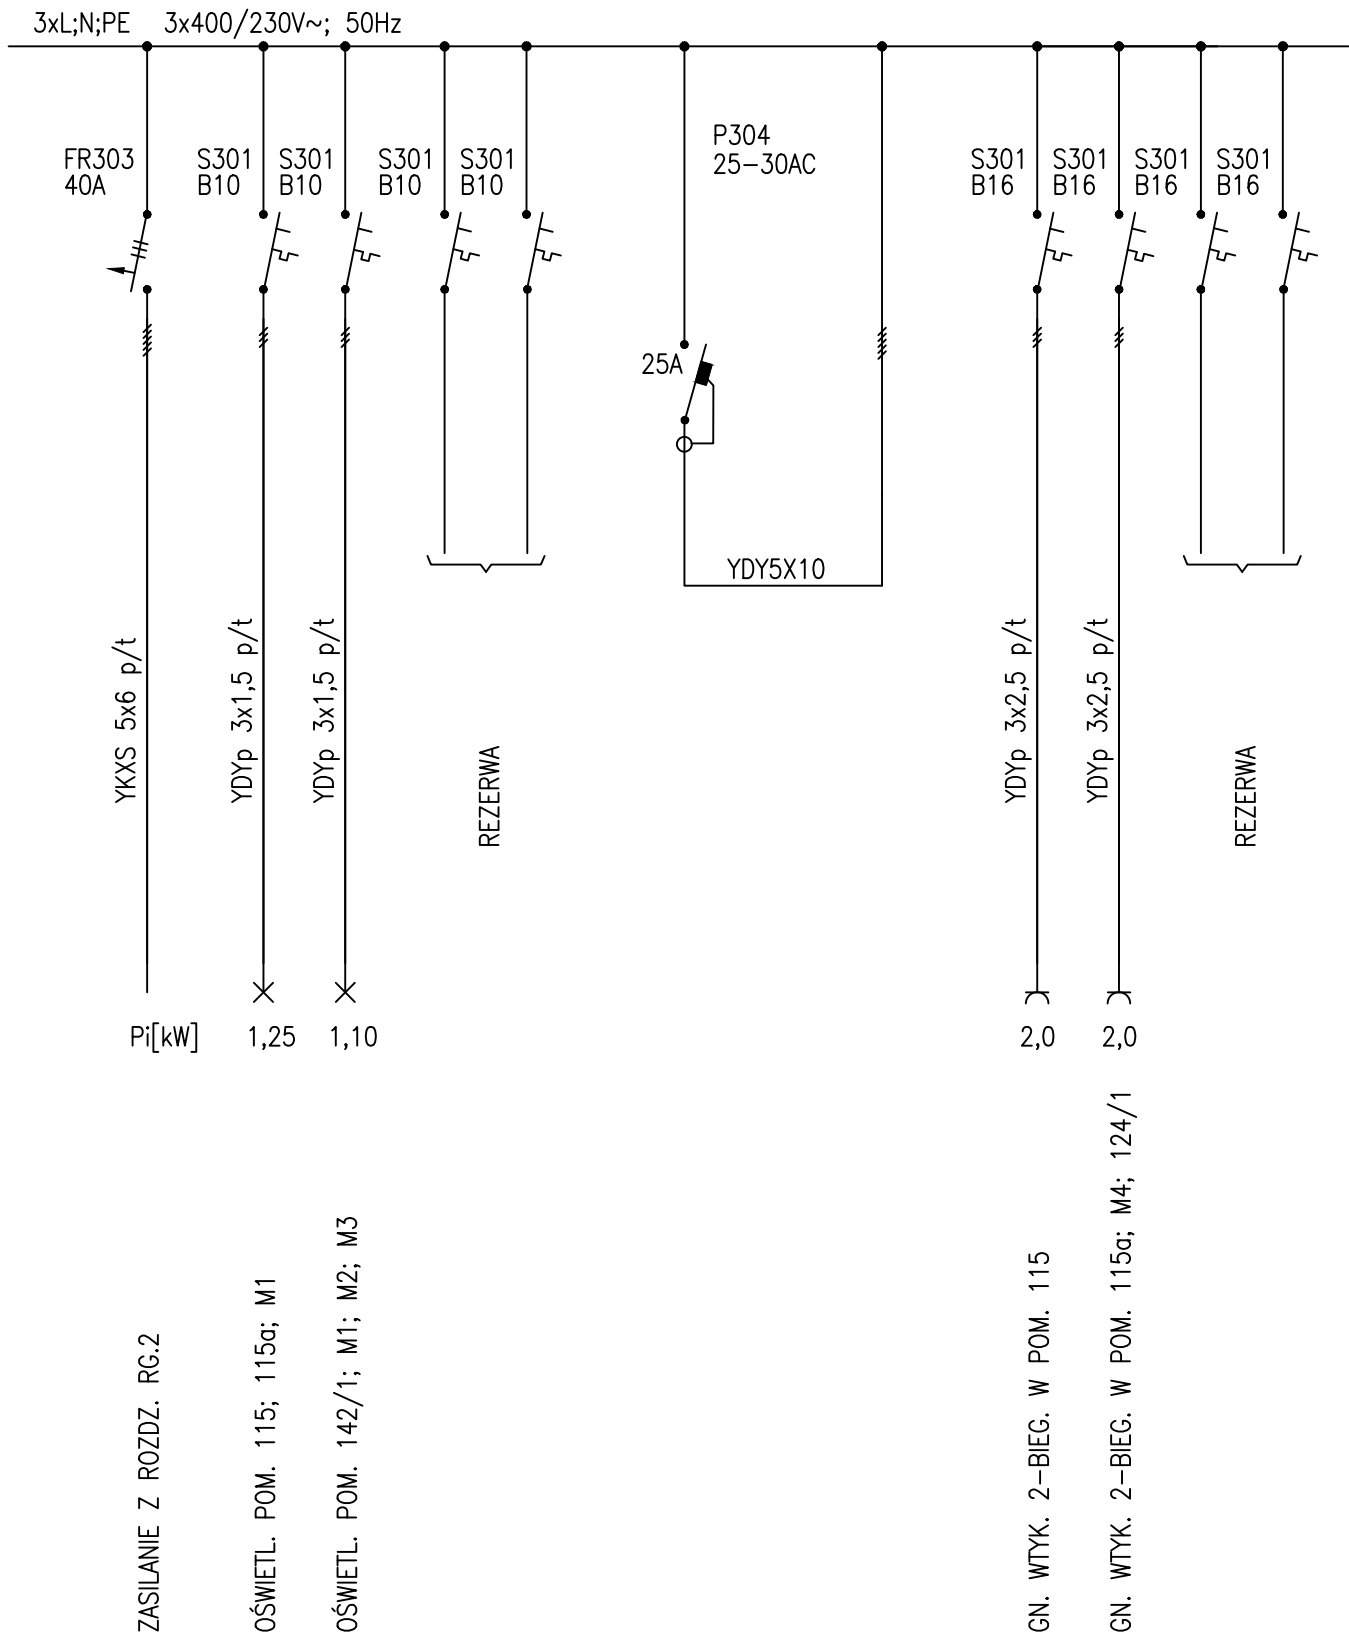 3xL;N;PE 3x400/230V~; 50Hz
FR303
40A
S301
B10
S301
B10
S301
B10
S301
B10
P304
25-30AC
S301
B16
S301
B16
S301
B16
S301
B16
25A
YDY5X10
YKXS 5x6 p/t
YDYp 3x1,5 p/t
YDYp 3x1,5 p/t
REZERWA
YDYp 3x2,5 p/t
YDYp 3x2,5 p/t
REZERWA
Pi[kW] 1,25 1,10 2,0 2,0
ZASILANIE Z ROZDZ. RG.2
OŚWIETL. POM. 115; 115a; M1
OŚWIETL. POM. 142/1; M1; M2; M3
GN. WTYK. 2-BIEG. W POM. 115
GN. WTYK. 2-BIEG. W POM. 115a; M4; 124/1